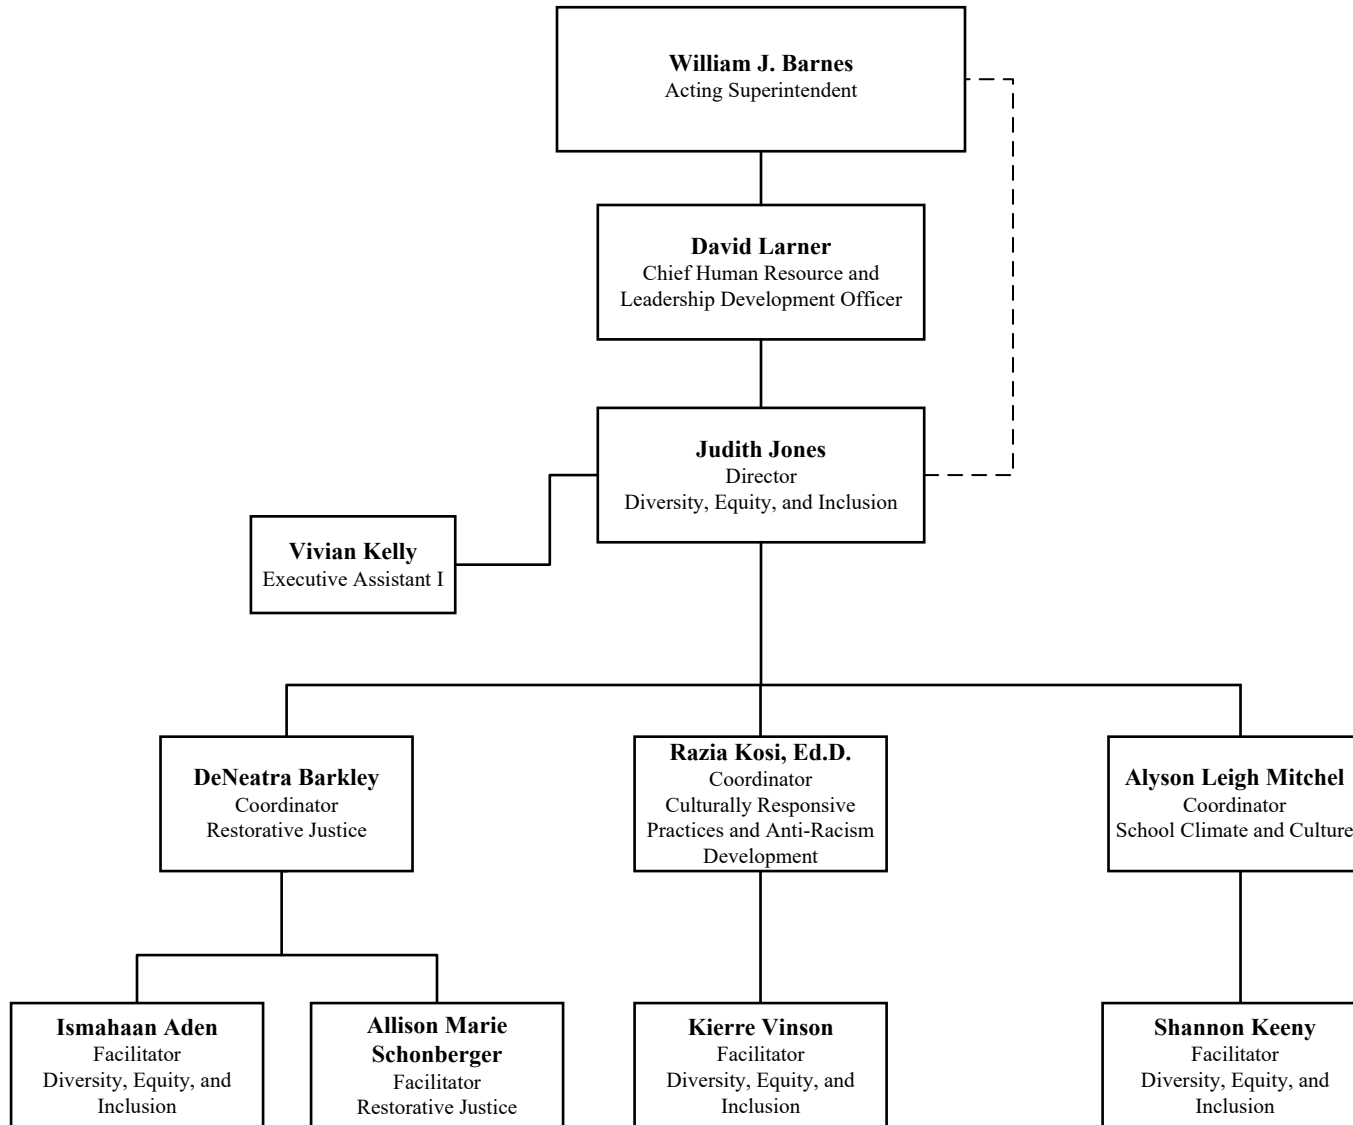 William J. Barnes
Acting Superintendent
David Larner
Chief Human Resource and
Leadership Development Officer
Judith Jones
Director
Diversity, Equity, and Inclusion
Vivian Kelly
Executive Assistant I
DeNeatra Barkley
Coordinator
Restorative Justice
Razia Kosi, Ed.D.
Coordinator
Culturally Responsive
Practices and Anti-Racism
Development
Alyson Leigh Mitchel
Coordinator
School Climate and Culture
Ismahaan Aden
Facilitator
Diversity, Equity, and
Inclusion
Allison Marie
Schonberger
Facilitator
Restorative Justice
Kierre Vinson
Facilitator
Diversity, Equity, and
Inclusion
Shannon Keeny
Facilitator
Diversity, Equity, and
Inclusion